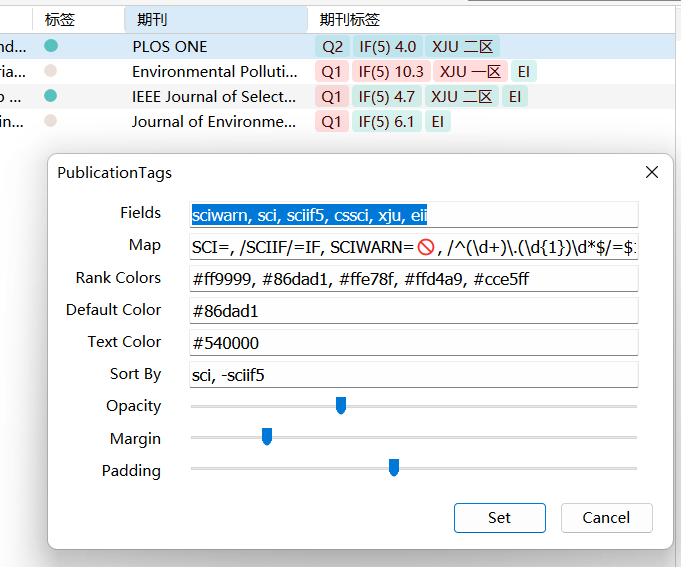 标签 期刊 期刊标签
nd... PLOS ONE Q2 IF(5) 4.0 XJU 二区
ria... Environmental Polluti... Q1 IF(5) 10.3 XJU 一区 EI
p ... IEEE Journal of Select... Q1 IF(5) 4.7 XJU 二区 EI
in... Journal of Environme... Q1 IF(5) 6.1 EI
PublicationTags
Fields sciwarn, sci, sciif5, cssci, xju, eii
Map SCI=, /SCIIF/=IF, SCIWARN=🚫, /^(\d+)\.(\d{1})\d*$/=$
Rank Colors #ff9999, #86dad1, #ffe78f, #ffd4a9, #cce5ff
Default Color #86dad1
Text Color #540000
Sort By sci, -sciif5
Opacity
Margin
Padding
Set Cancel